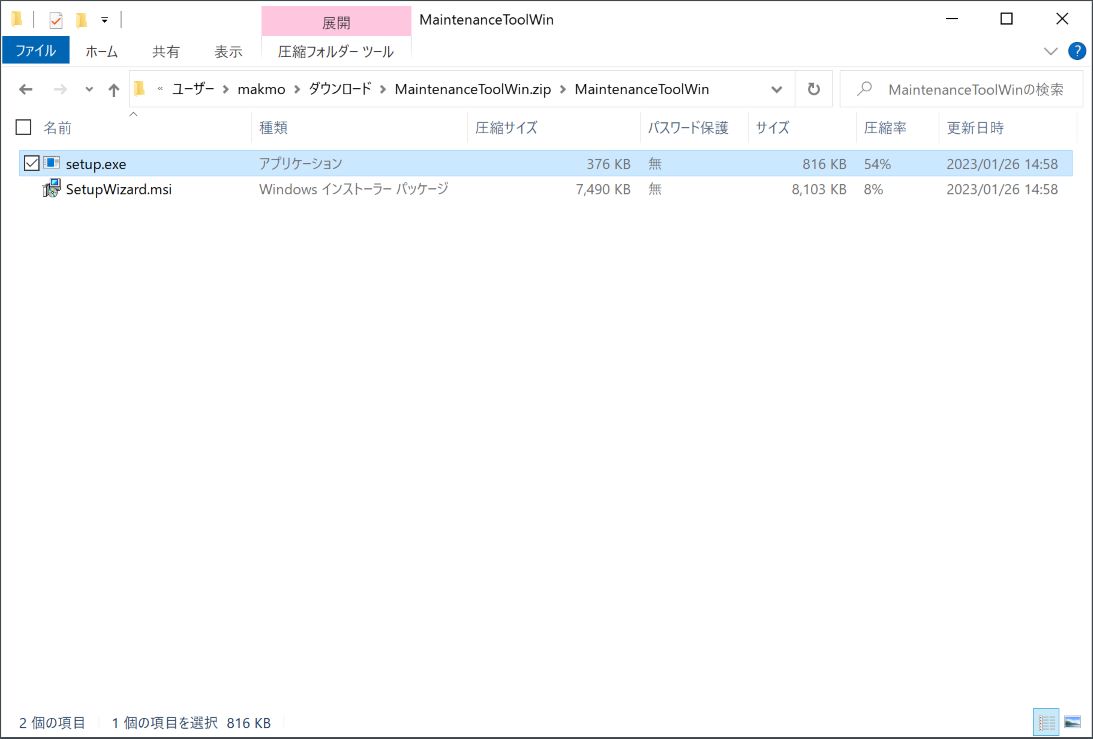 展開 MaintenanceToolWin
ファイル ホーム 共有 表示 圧縮フォルダー ツール ?
« ユーザー > makmo > ダウンロード > MaintenanceToolWin.zip > MaintenanceToolWin MaintenanceToolWinの検索
名前 種類 圧縮サイズ パスワード保護 サイズ 圧縮率 更新日時
setup.exe アプリケーション 376 KB 無 816 KB 54% 2023/01/26 14:58
SetupWizard.msi Windows インストーラー パッケージ 7,490 KB 無 8,103 KB 8% 2023/01/26 14:58
2 個の項目 1 個の項目を選択 816 KB